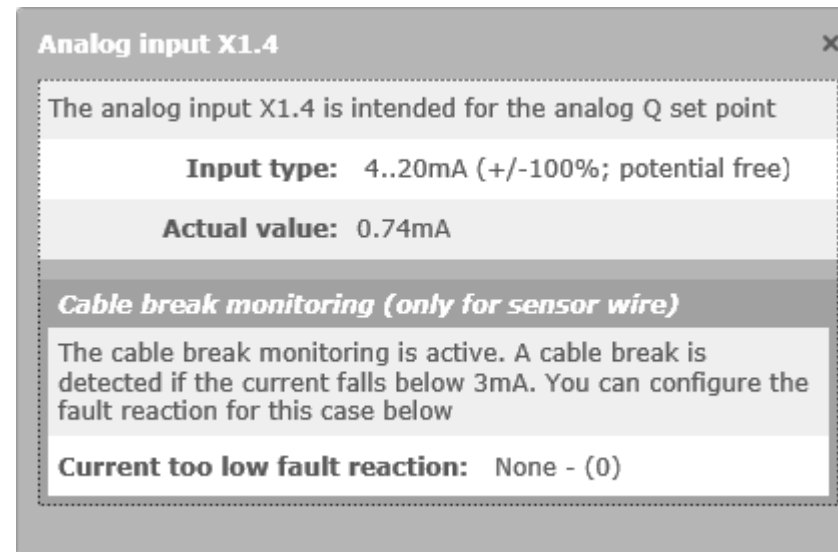 Analog input X1.4
The analog input X1.4 is intended for the analog Q set point
Input type: 4..20mA (+/-100%; potential free)
Actual value: 0.74mA
Cable break monitoring (only for sensor wire)
The cable break monitoring is active. A cable break is
detected if the current falls below 3mA. You can configure the
fault reaction for this case below
Current too low fault reaction: None - (0)